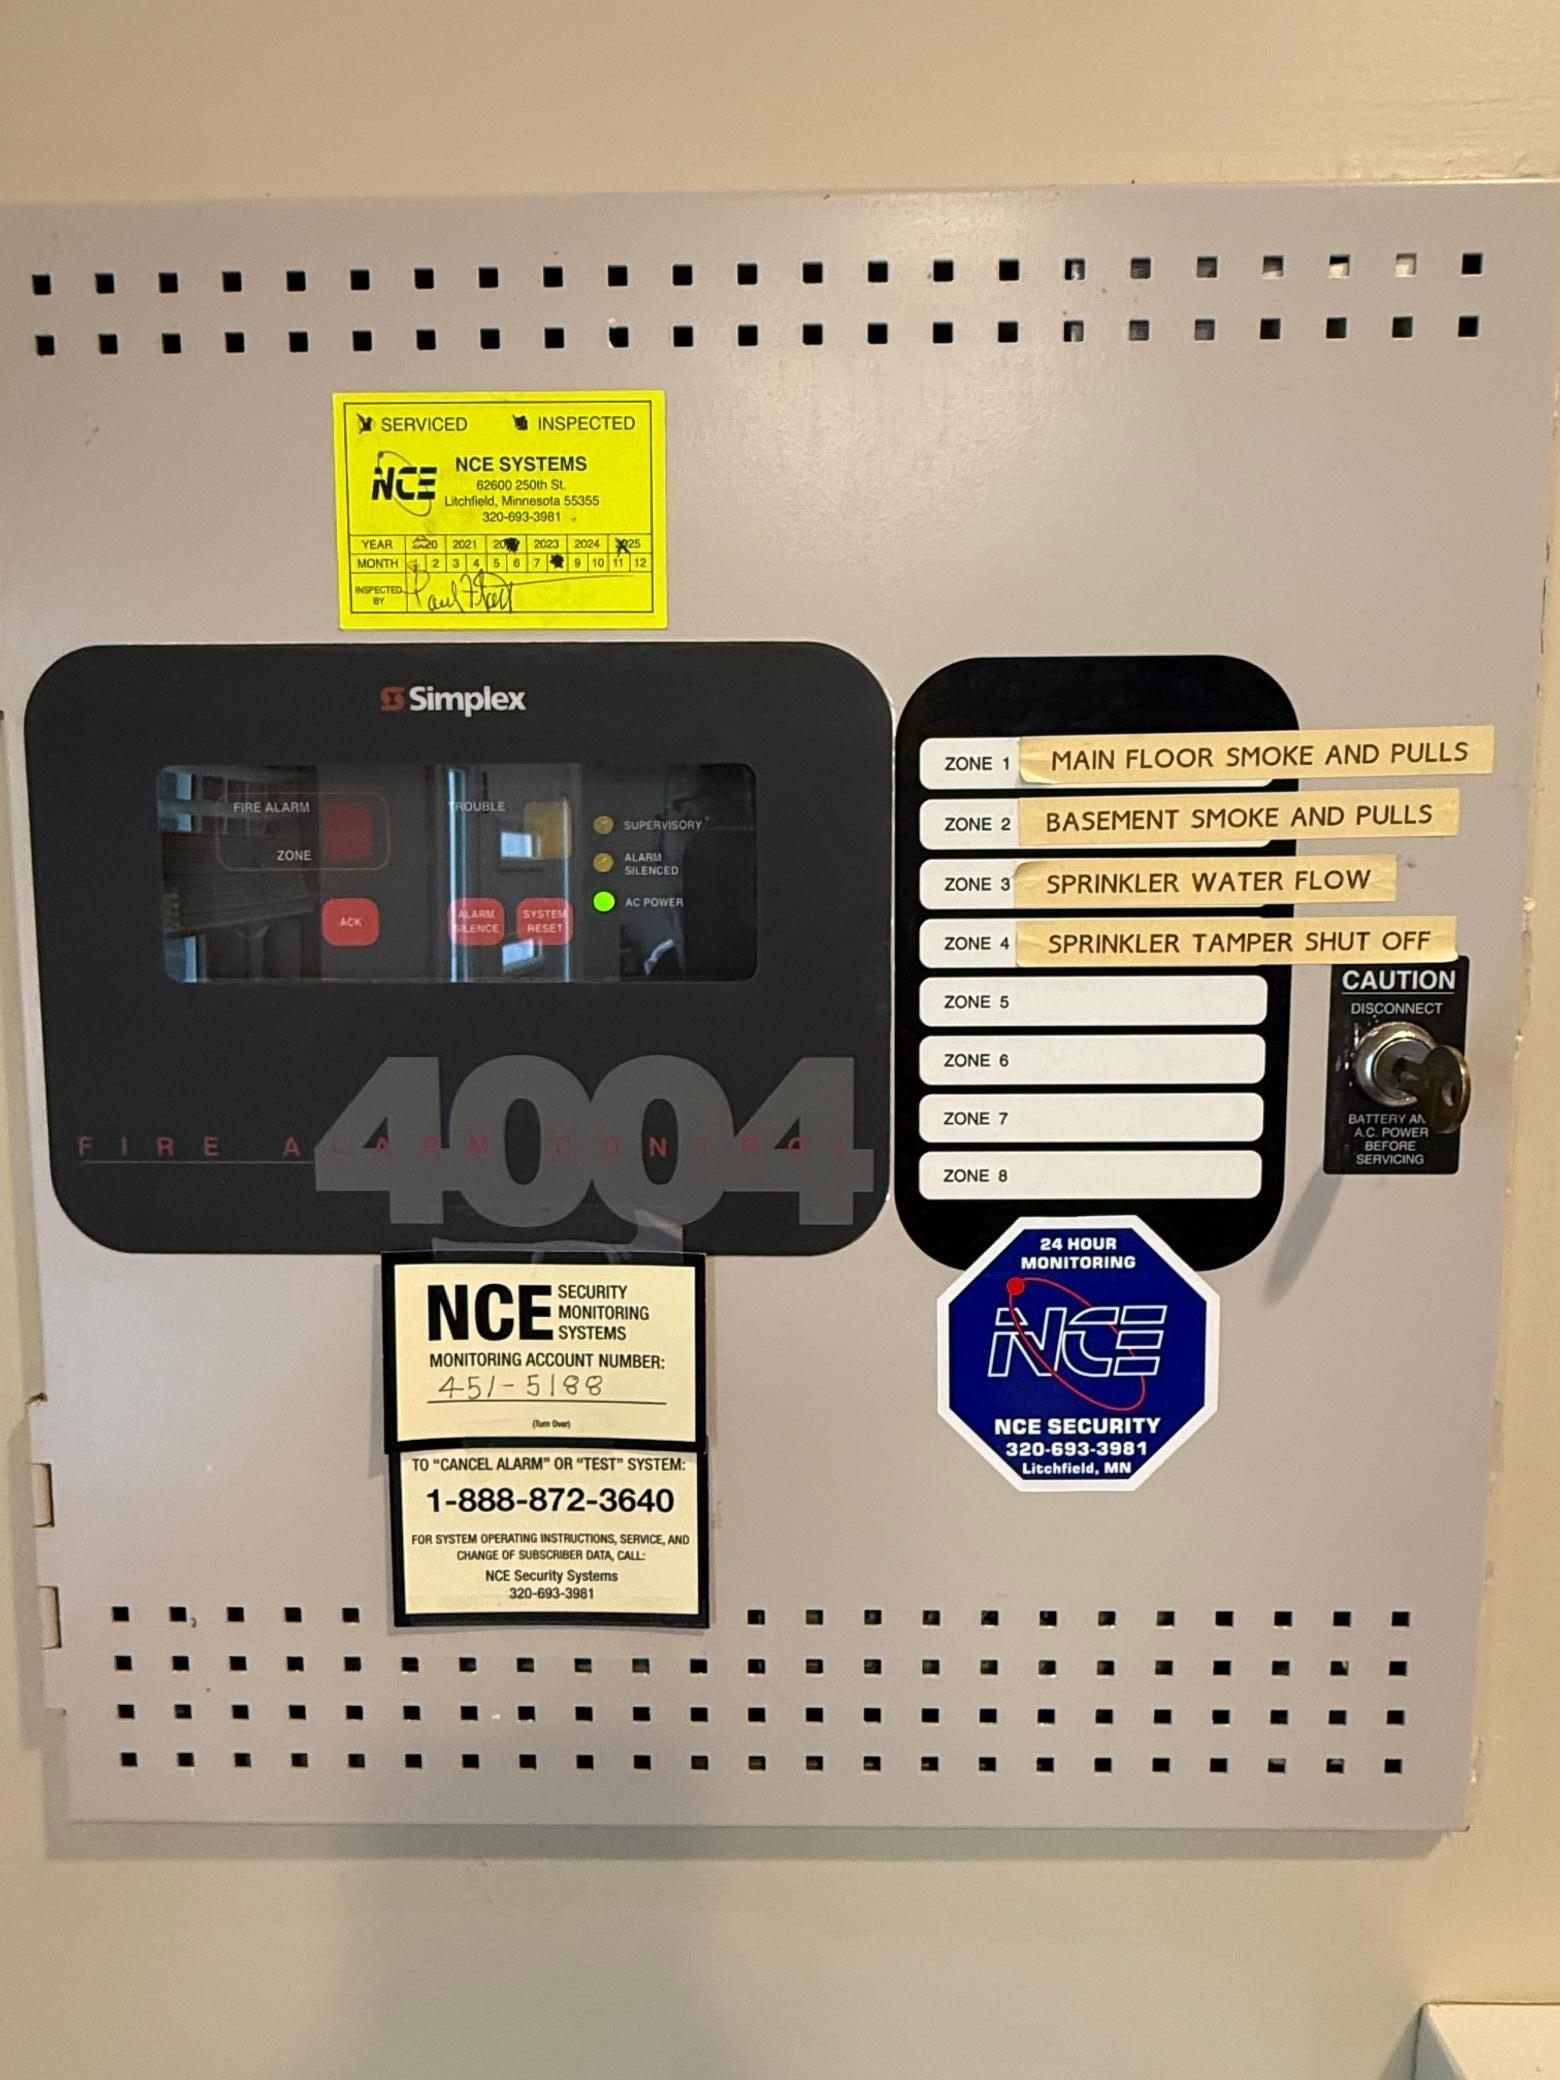 SERVICED INSPECTED
NCE
NCE SYSTEMS
62600 250th St.
Litchfield, Minnesota 55355
320-693-3981
YEAR 2020 2021 2023 2024 2025
MONTH 2 3 4 5 6 7 9 10 11 12
INSPECTED BY Paul
Simplex
FIRE ALARM
ZONE
ACK
TROUBLE
ALARM SILENCE
SYSTEM RESET
SUPERVISORY
ALARM SILENCED
AC POWER
4004
FIRE ALARM CONTROL
ZONE 1 MAIN FLOOR SMOKE AND PULLS
ZONE 2 BASEMENT SMOKE AND PULLS
ZONE 3 SPRINKLER WATER FLOW
ZONE 4 SPRINKLER TAMPER SHUT OFF
ZONE 5
ZONE 6
ZONE 7
ZONE 8
CAUTION
DISCONNECT
BATTERY AN
A.C. POWER
BEFORE
SERVICING
NCE SECURITY
MONITORING
SYSTEMS
MONITORING ACCOUNT NUMBER:
451-5188
(Turn Over)
TO "CANCEL ALARM" OR "TEST" SYSTEM:
1-888-872-3640
FOR SYSTEM OPERATING INSTRUCTIONS, SERVICE, AND
CHANGE OF SUBSCRIBER DATA, CALL:
NCE Security Systems
320-693-3981
24 HOUR
MONITORING
NCE
NCE SECURITY
320-693-3981
Litchfield, MN